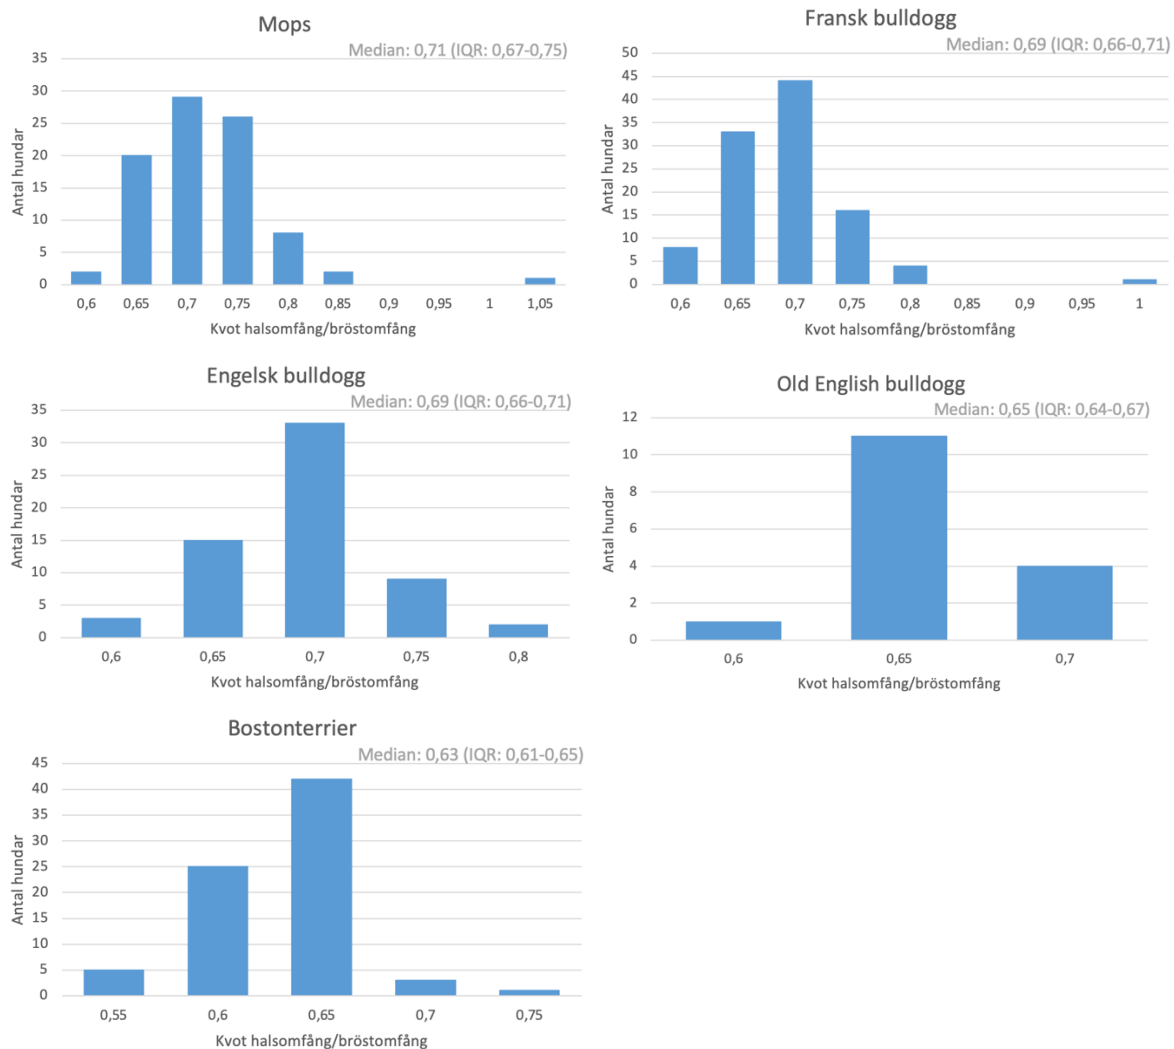 Mops
Median: 0,71 (IQR: 0,67-0,75)
35
30
25
20
15
10
5
0
Antal hundar
0,6 0,65 0,7 0,75 0,8 0,85 0,9 0,95 1 1,05
Kvot halsomfång/bröstomfång
Fransk bulldogg
Median: 0,69 (IQR: 0,66-0,71)
50
45
40
35
30
25
20
15
10
5
0
Antal hundar
0,6 0,65 0,7 0,75 0,8 0,85 0,9 0,95 1
Kvot halsomfång/bröstomfång
Engelsk bulldogg
Median: 0,69 (IQR: 0,66-0,71)
35
30
25
20
15
10
5
0
Antal hundar
0,6 0,65 0,7 0,75 0,8
Kvot halsomfång/bröstomfång
Old English bulldogg
Median: 0,65 (IQR: 0,64-0,67)
12
10
8
6
4
2
0
Antal hundar
0,6 0,65 0,7
Kvot halsomfång/bröstomfång
Bostonterrier
Median: 0,63 (IQR: 0,61-0,65)
45
40
35
30
25
20
15
10
5
0
Antal hundar
0,55 0,6 0,65 0,7 0,75
Kvot halsomfång/bröstomfång